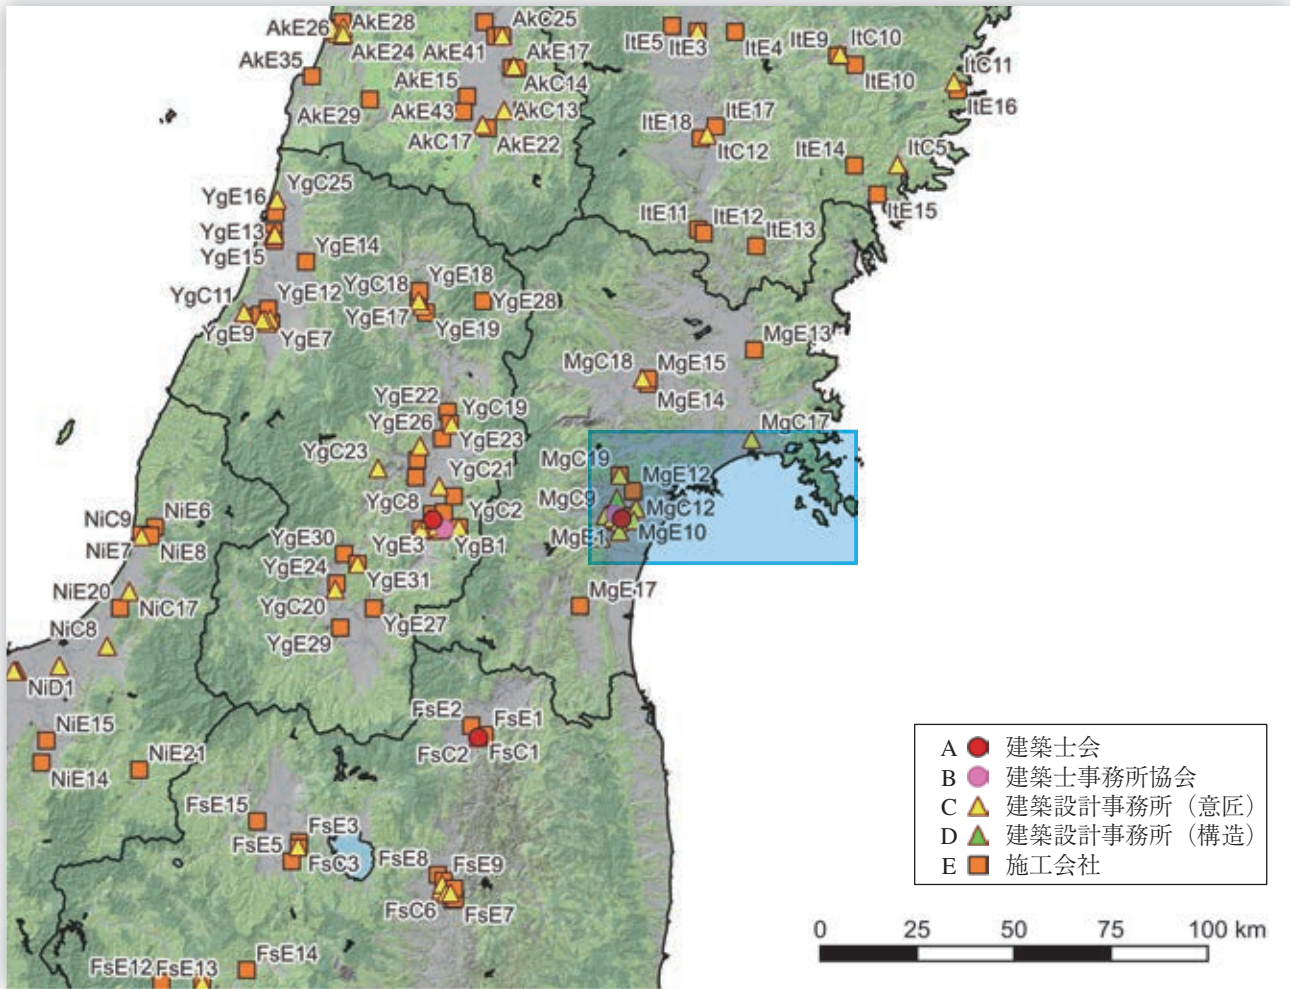 AkE26
AkE28
AkC25
AkE24
AkE41
AkE17
AkE35
AkE15
AkC14
AkE29
AkE43
AkC13
AkC17
AkE22
ItE5
ItE3
ItE4
ItE9
ItC10
ItE10
ItC11
ItE16
ItE17
ItE18
ItC12
ItE14
ItC5
ItE15
ItE11
ItE12
ItE13
YgC25
YgE16
YgE13
YgE15
YgE14
YgC11
YgE12
YgE9
YgE7
YgC18
YgE18
YgE28
YgE17
YgE19
MgE13
MgC18
MgE15
MgE14
MgC17
YgE22
YgC19
YgE26
YgE23
YgC23
YgC21
YgC8
YgC2
YgE3
YgB1
MgC19
MgE12
MgC9
MgC12
MgE1
MgE10
MgE17
NiC9
NiE6
NiE7
NiE8
NiE20
NiC17
NiC8
NiD1
NiE15
NiE14
NiE21
YgE30
YgE24
YgE31
YgC20
YgE27
YgE29
FsE2
FsE1
FsC2
FsC1
FsE15
FsE3
FsE5
FsC3
FsE8
FsE9
FsC6
FsE7
FsE12
FsE13
FsE14
A 建築士会
B 建築士事務所協会
C 建築設計事務所（意匠）
D 建築設計事務所（構造）
E 施工会社
0 25 50 75 100 km